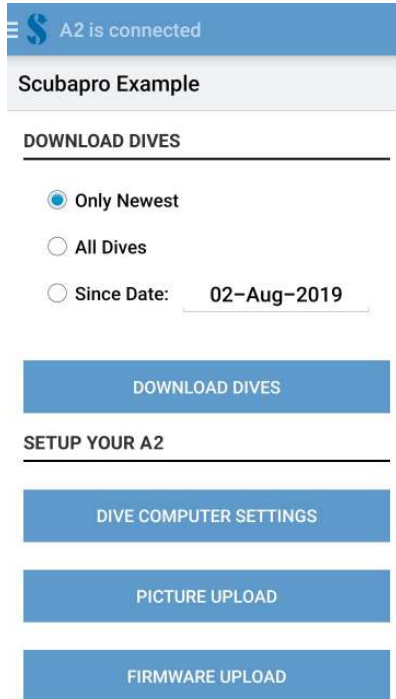 A2 is connected
Scubapro Example
DOWNLOAD DIVES
Only Newest
All Dives
Since Date: 02-Aug-2019
DOWNLOAD DIVES
SETUP YOUR A2
DIVE COMPUTER SETTINGS
PICTURE UPLOAD
FIRMWARE UPLOAD